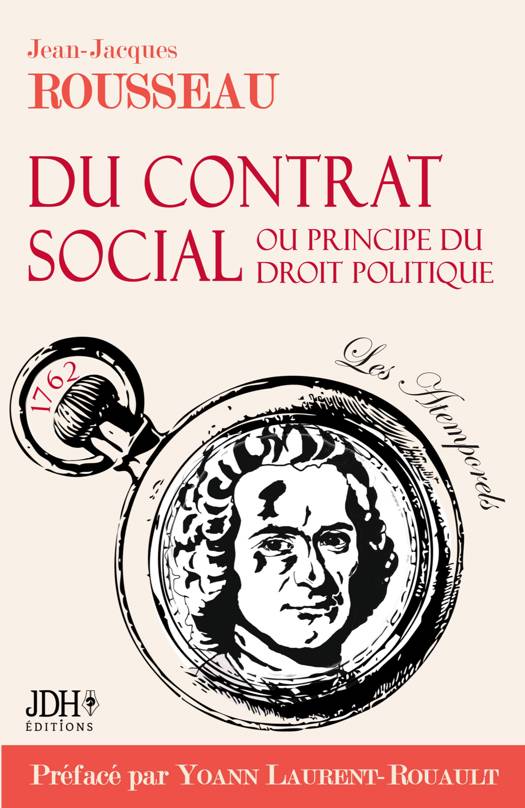 Jean-Jacques
ROUSSEAU
DU CONTRAT
SOCIAL
OU PRINCIPE DU
DROIT POLITIQUE
1762
Les Atemporels
JDH
ÉDITIONS
Préfacé par YOANN LAURENT-ROUAULT